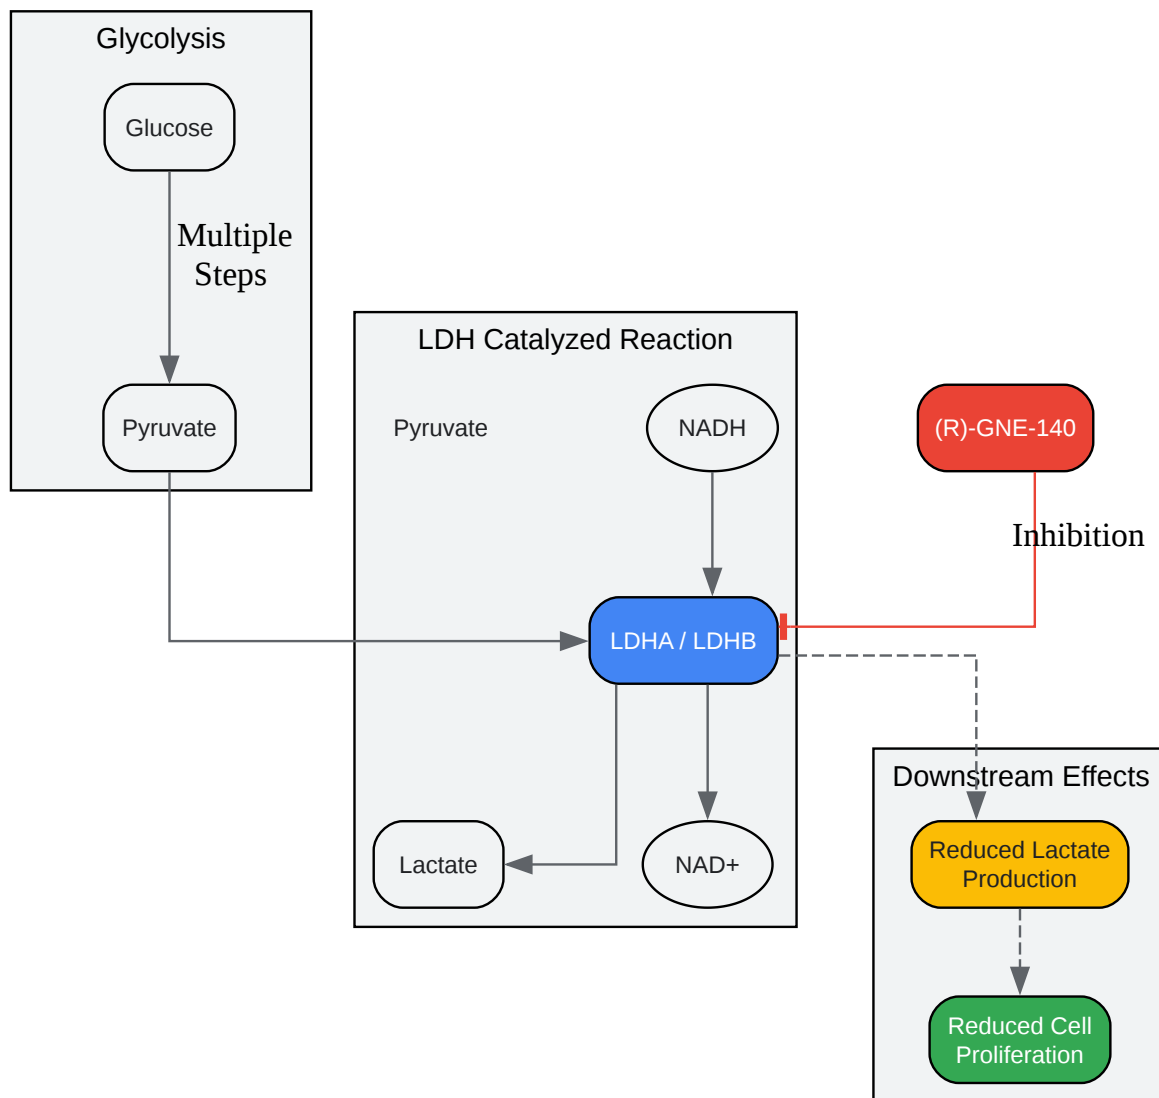 Glycolysis
Glucose
Multiple
Steps
Pyruvate
LDH Catalyzed Reaction
Pyruvate
NADH
(R)-GNE-140
Inhibition
LDHA / LDHB
Lactate
NAD+
Downstream Effects
Reduced Lactate
Production
Reduced Cell
Proliferation